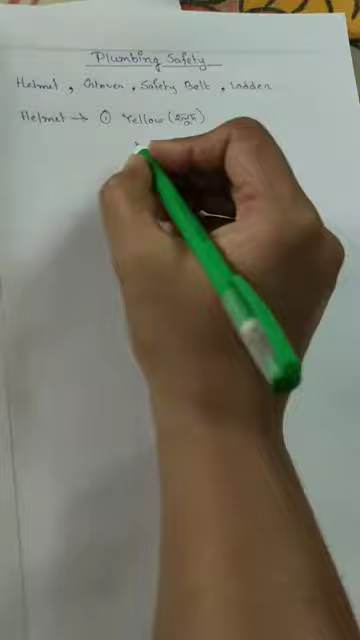 Plumbing Safety
Helmet, Gloves, Safety Belt, Ladder
Helmet → ① Yellow